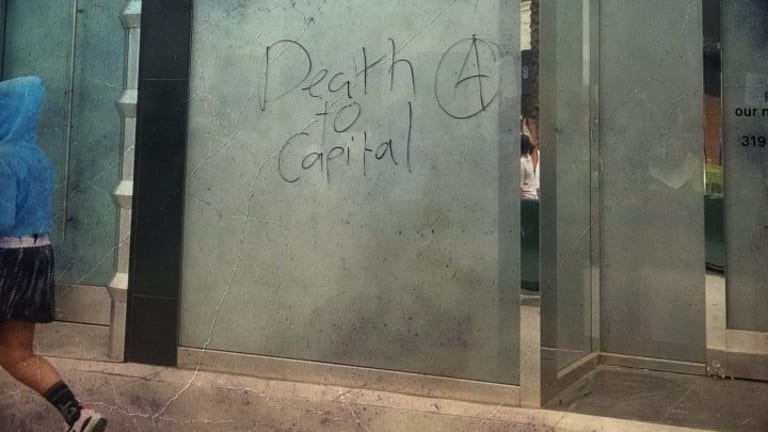 Death Ⓐ
to
Capital
our
319